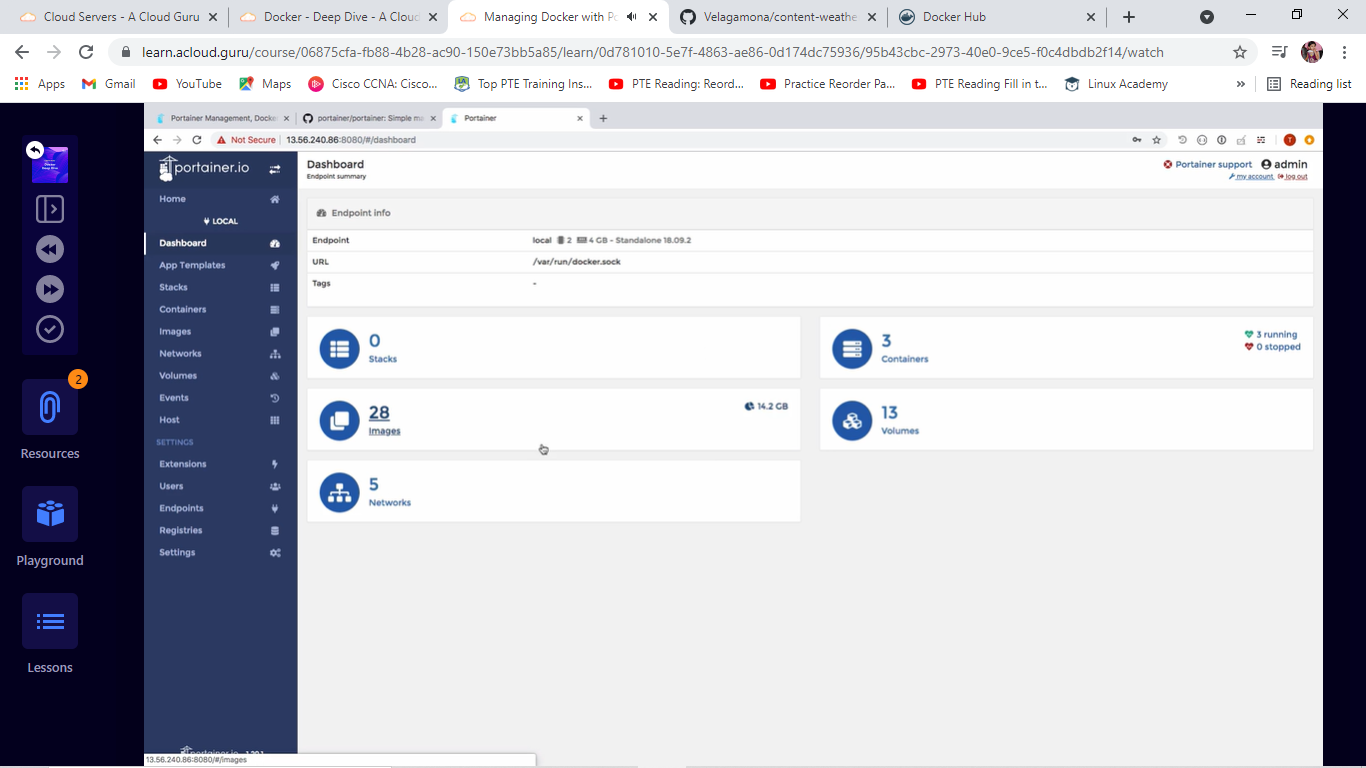 Cloud Servers - A Cloud Guru
Docker - Deep Dive - A Cloud
Managing Docker with Po
Velagamona/content-weathe
Docker Hub
learn.acloud.guru/course/06875cfa-fb88-4b28-ac90-150e73bb5a85/learn/0d781010-5e7f-4863-ae86-0d174dc75936/95b43cbc-2973-40e0-9ce5-f0c4dbdb2f14/watch
Apps
Gmail
YouTube
Maps
Cisco CCNA: Cisco...
Top PTE Training Ins...
PTE Reading: Reord...
Practice Reorder Pa...
PTE Reading Fill in t...
Linux Academy
»
Reading list
Docker
Deep Dive
2
Resources
Playground
Lessons
Portainer Management, Docke
portainer/portainer: Simple ma
Portainer
Not Secure
13.56.240.86:8080/#/dashboard
T
portainer.io
Home
LOCAL
Dashboard
App Templates
Stacks
Containers
Images
Networks
Volumes
Events
Host
SETTINGS
Extensions
Users
Endpoints
Registries
Settings
Dashboard
Endpoint summary
Portainer support
admin
my account
log out
Endpoint info
Endpoint
local 2 4 GB - Standalone 18.09.2
URL
/var/run/docker.sock
Tags
-
0
Stacks
3
Containers
3 running
0 stopped
28
Images
14.2 GB
13
Volumes
5
Networks
portainer.io
13.56.240.86:8080/#/images